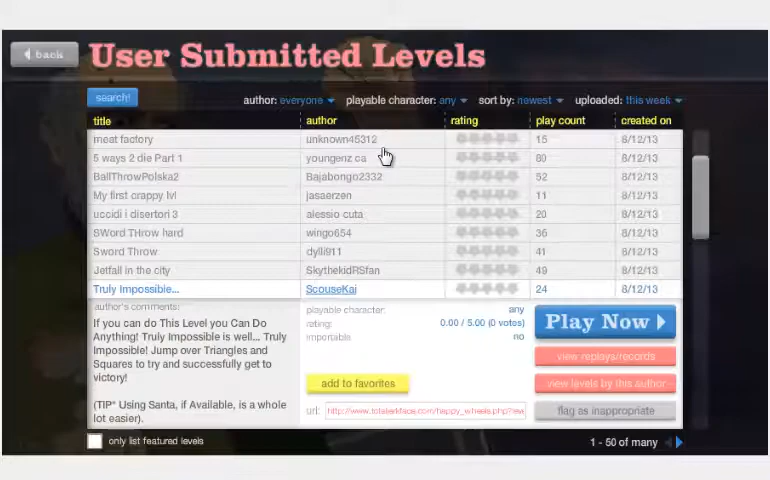 back
User Submitted Levels
search!
author: everyone playable character: any sort by: newest uploaded: this week
title author rating play count created on
meat factory unknown45312 15 8/12/13
5 ways 2 die Part 1 youngenz ca 80 8/12/13
BallThrowPolska2 Bajabongo2332 52 8/12/13
My first crappy lvl jasaerzen 11 8/12/13
uccidi i disertori 3 alessio cuta 20 8/12/13
SWord THrow hard wingo654 36 8/12/13
Sword Throw dylli911 41 8/12/13
Jetfall in the city SkythekidRSfan 49 8/12/13
Truly Impossible... ScouseKai 24 8/12/13
author's comments:
If you can do This Level you Can Do
Anything! Truly Impossible is well... Truly
Impossible! Jump over Triangles and
Squares to try and successfully get to
victory!
(TIP* Using Santa, if Available, is a whole
lot easier).
playable character: any
rating: 0.00 / 5.00 (0 votes)
importable no
add to favorites
url: http://www.totaljerkface.com/happy_wheels.php?
Play Now
view replays/records
view levels by this author
flag as inappropriate
only list featured levels
1 - 50 of many